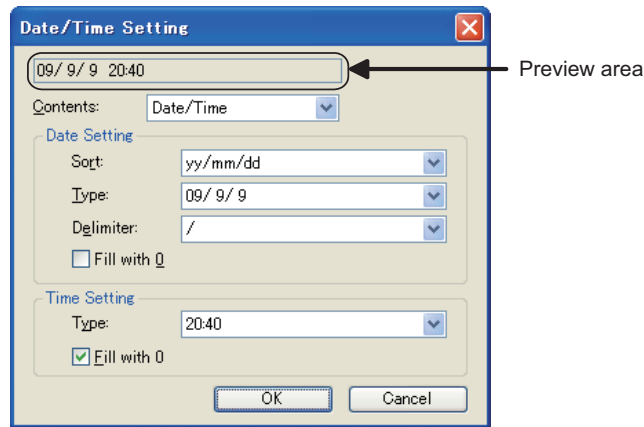 Date/Time Setting
09/ 9/ 9 20:40
Preview area
Contents: Date/Time
Date Setting
Sort: yy/mm/dd
Type: 09/ 9/ 9
Delimiter: /
Fill with 0
Time Setting
Type: 20:40
Fill with 0
OK Cancel